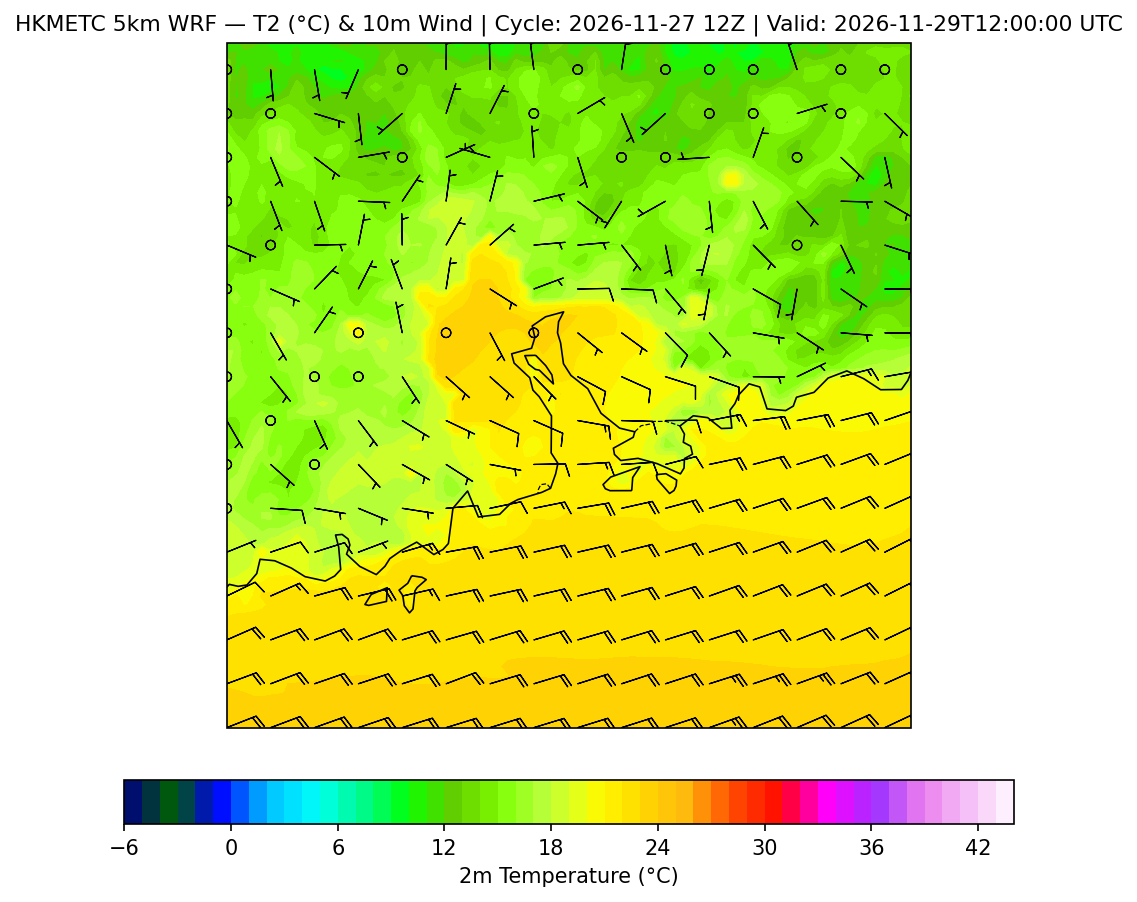 HKMETC 5km WRF — T2 (°C) & 10m Wind | Cycle: 2026-11-27 12Z | Valid: 2026-11-29T12:00:00 UTC
−6 0 6 12 18 24 30 36 42
2m Temperature (°C)